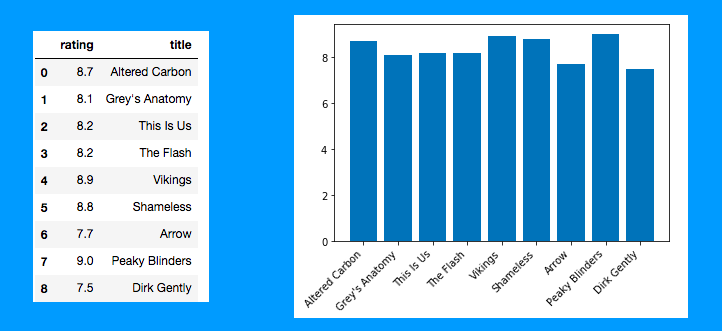 rating title
0 8.7 Altered Carbon
1 8.1 Grey's Anatomy
2 8.2 This Is Us
3 8.2 The Flash
4 8.9 Vikings
5 8.8 Shameless
6 7.7 Arrow
7 9.0 Peaky Blinders
8 7.5 Dirk Gently
8
6
4
2
0
Altered Carbon
Grey's Anatomy
This Is Us
The Flash
Vikings
Shameless
Arrow
Peaky Blinders
Dirk Gently